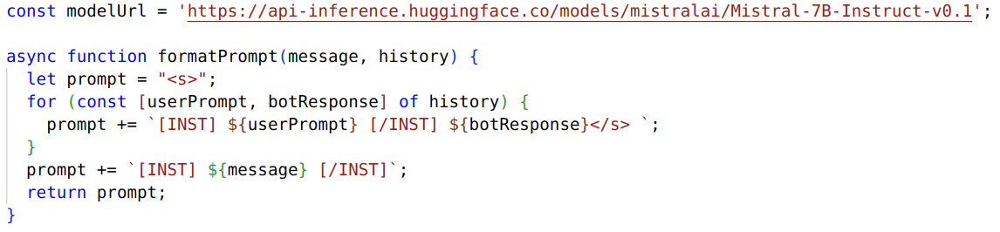 const modelUrl = 'https://api-inference.huggingface.co/models/mistralai/Mistral-7B-Instruct-v0.1';

async function formatPrompt(message, history) {
  let prompt = "<s>";
  for (const [userPrompt, botResponse] of history) {
    prompt += `[INST] ${userPrompt} [/INST] ${botResponse}</s> `;
  }
  prompt += `[INST] ${message} [/INST]`;
  return prompt;
}